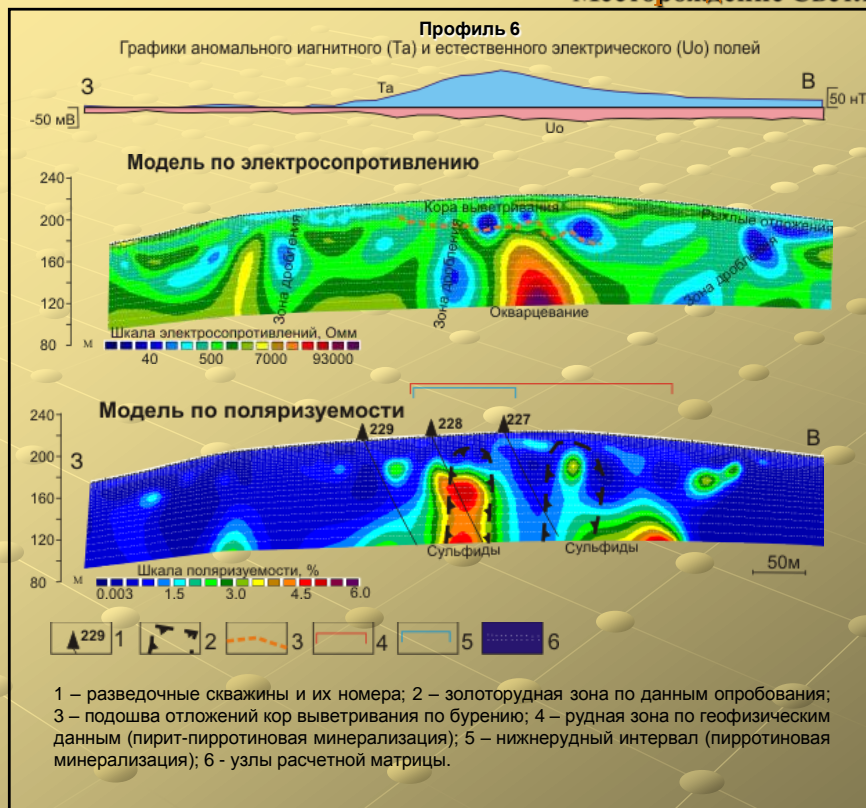 Профиль 6
Графики аномального иагнитного (Ta) и естественного электрического (Uo) полей
З
Ta
В
-50 мВ
50 нТ
Uo
Модель по электросопротивлению
240
200
160
120
80
м
Кора выветривания
Рыхлые отложения
Зона дробления
Зона дробления
Зона дробления
Окварцевание
Шкала электросопротивлений, Омм
40 500 7000 93000
Модель по поляризуемости
229
228
227
З
В
240
200
160
120
80
м
Сульфиды
Сульфиды
Шкала поляризуемости, %
0.003 1.5 3.0 4.5 6.0
50м
229 1 2 3 4 5 6
1 – разведочные скважины и их номера; 2 – золоторудная зона по данным опробования;
3 – подошва отложений кор выветривания по бурению; 4 – рудная зона по геофизическим
данным (пирит-пирротиновая минерализация); 5 – нижнерудный интервал (пирротиновая
минерализация); 6 - узлы расчетной матрицы.